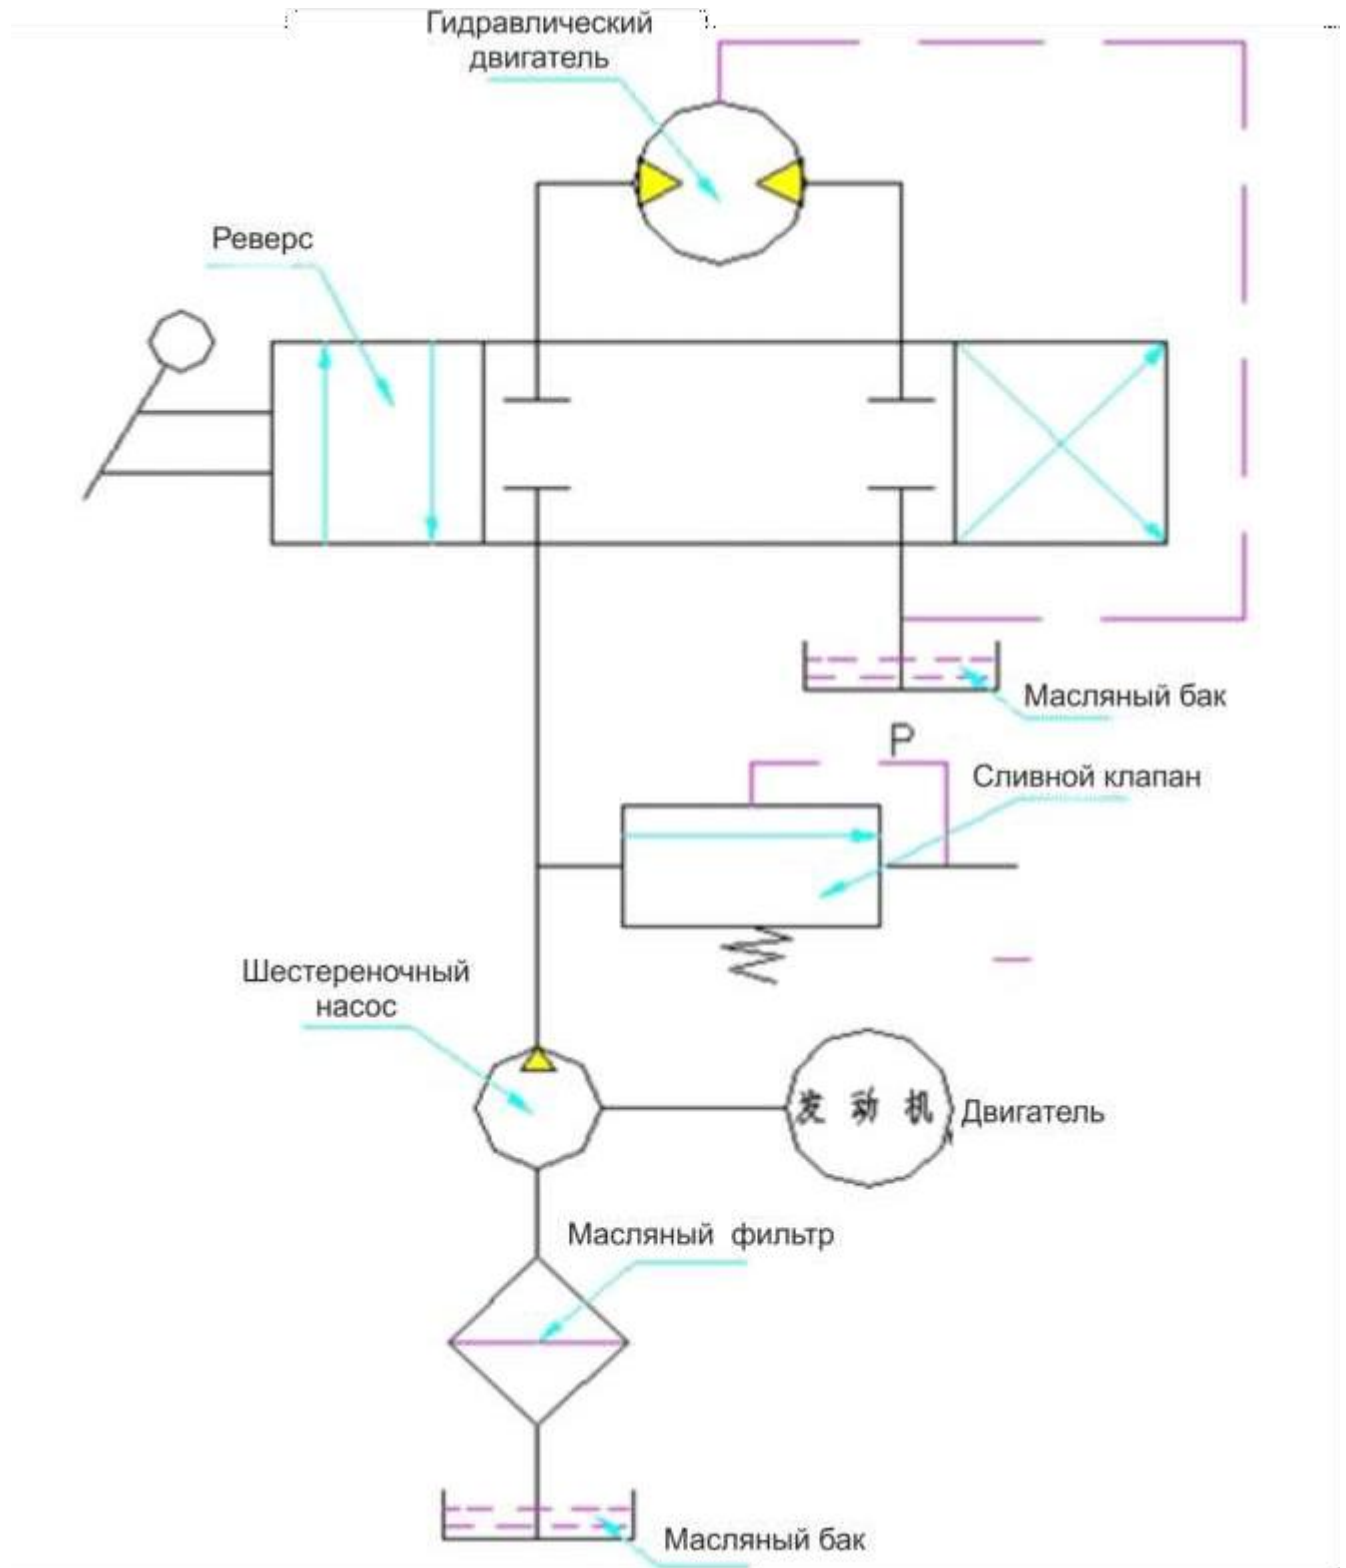 Гидравлический
двигатель
Реверс
Масляный бак
P
Сливной клапан
Шестереночный
насос
发动机
Двигатель
Масляный фильтр
Масляный бак